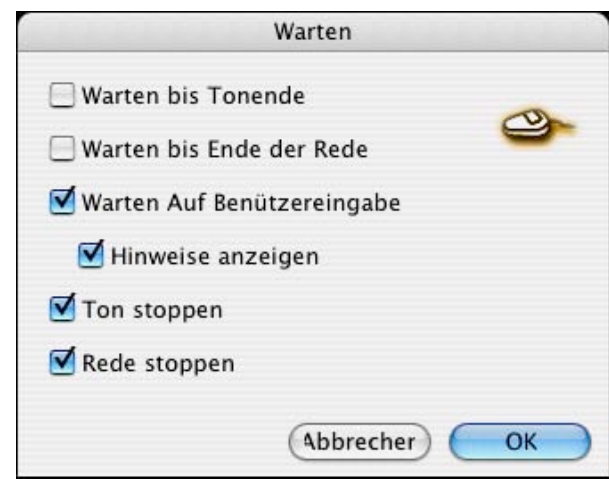 Warten
Warten bis Tonende
Warten bis Ende der Rede
Warten Auf Benützereingabe
Hinweise anzeigen
Ton stoppen
Rede stoppen
Abbrecher OK